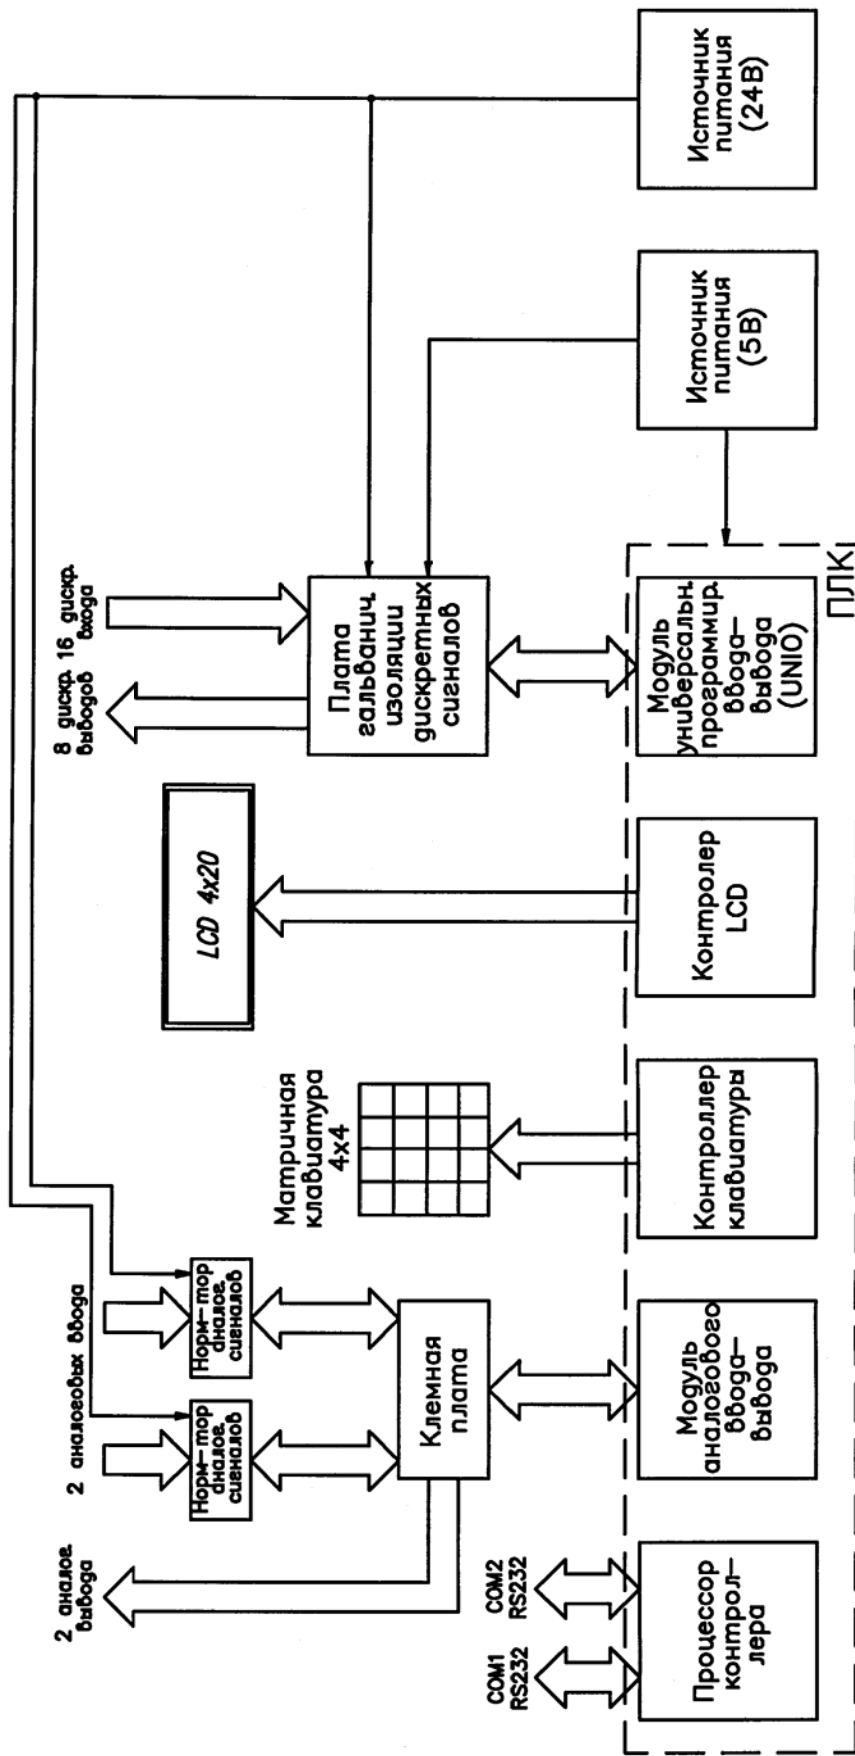 2 аналог.
вывода
2 аналоговых ввода
Норм-тор
аналог.
сигналов
Норм-тор
аналог.
сигналов
Клемная
плата
Матричная
клавиатура
4x4
LCD 4x20
8 дискр.
выводов
16 дискр.
входа
Плата
гальванич.
изоляции
дискретных
сигналов
COM1
RS232
COM2
RS232
Процессор
контрол-
лера
Модуль
аналогового
ввода-
вывода
Контроллер
клавиатуры
Контролер
LCD
Модуль
универсальн.
программир.
ввода-
вывода
(UNIO)
Источник
питания
(5В)
Источник
питания
(24В)
ПЛК